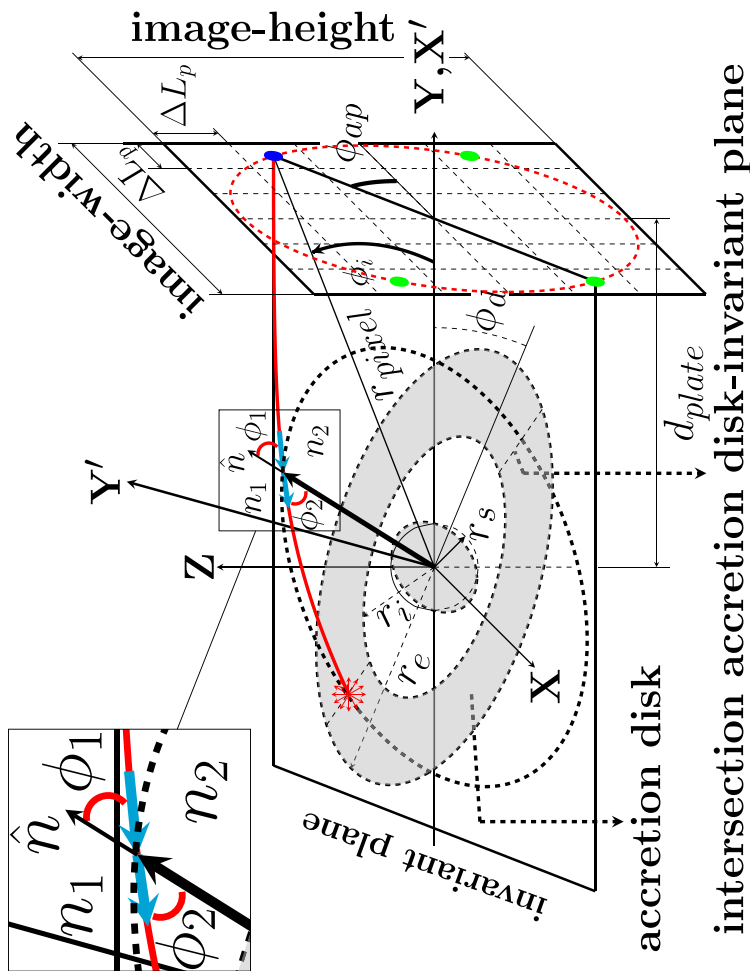 image-height
image-width
ΔL_p
ΔL_p
Y,X′
ϕ_ap
ϕ_i
r_pixel
ϕ_d
d_plate
Y′
Z
X
n_1
n̂
ϕ_1
n_2
ϕ_2
r_s
r_i
r_e
n_1
n̂
ϕ_1
n_2
ϕ_2
invariant plane
accretion disk
intersection accretion disk-invariant plane